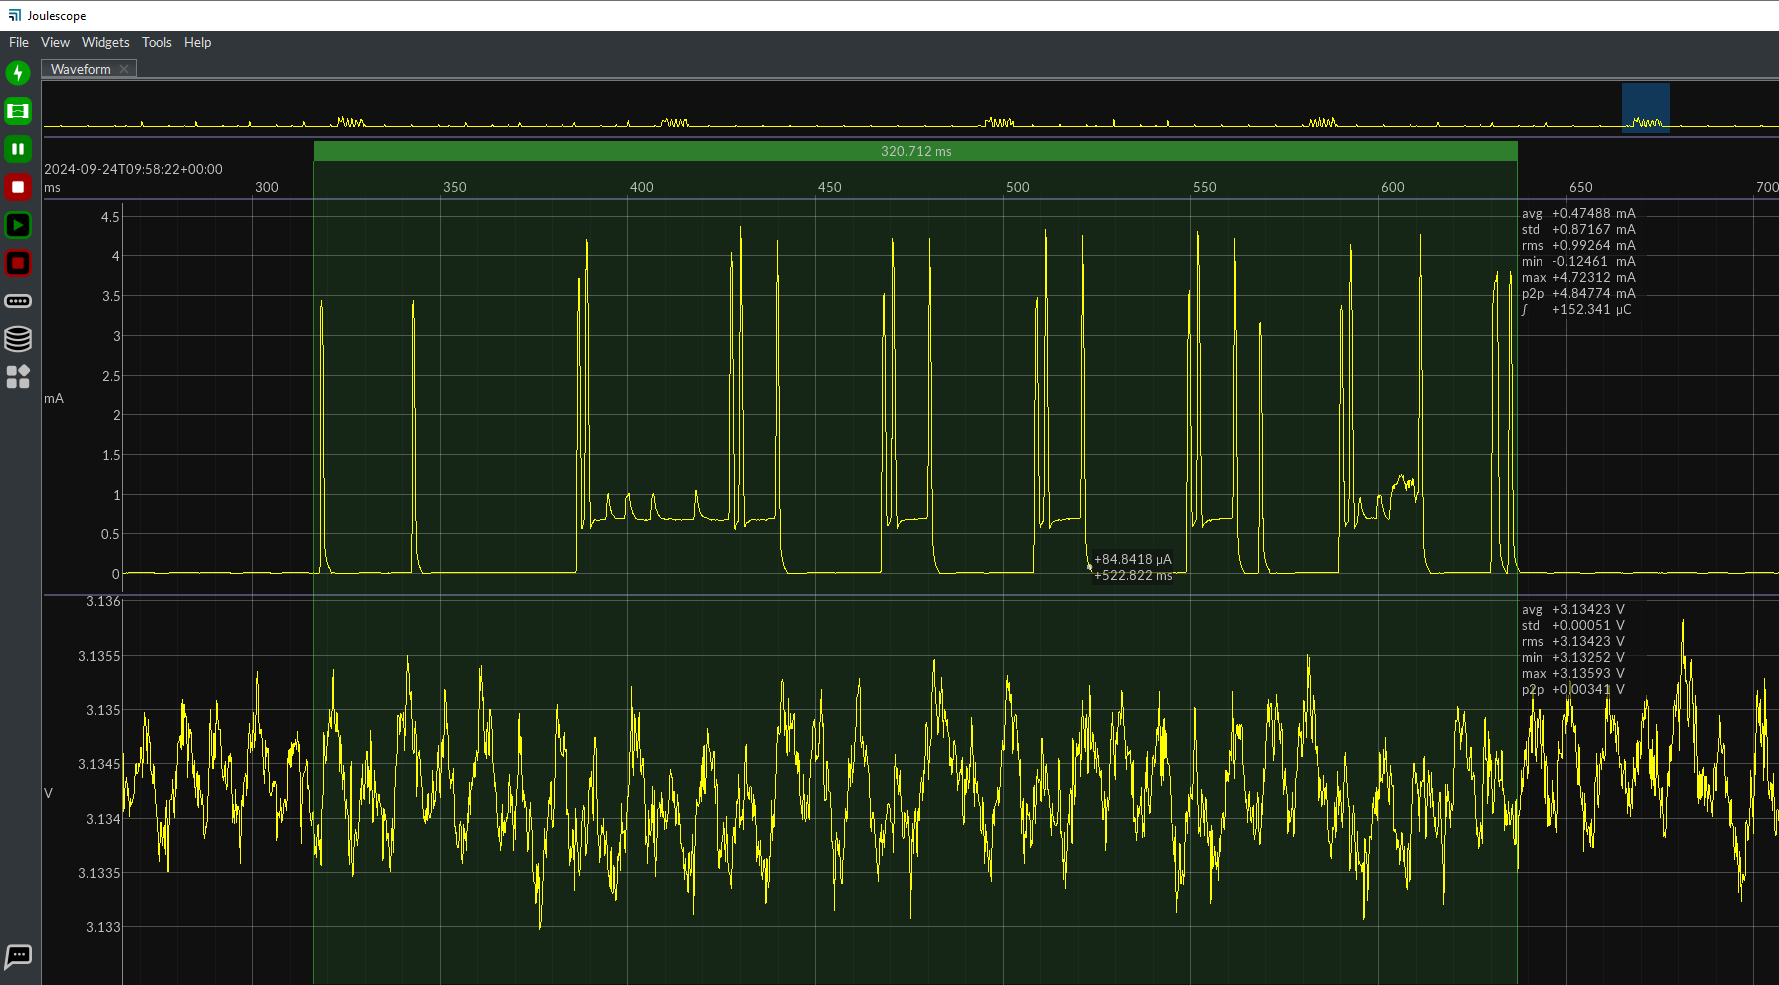 Joulescope
File View Widgets Tools Help
Waveform
320.712 ms
2024-09-24T09:58:22+00:00
ms 300 350 400 450 500 550 600 650 700
4.5
4
3.5
3
2.5
mA
2
1.5
1
0.5
0
avg +0.47488 mA
std +0.87167 mA
rms +0.99264 mA
min -0.12461 mA
max +4.72312 mA
p2p +4.84774 mA
∫ +152.341 µC
+84.8418 µA
+522.822 ms
3.136
3.1355
3.135
3.1345
V
3.134
3.1335
3.133
avg +3.13423 V
std +0.00051 V
rms +3.13423 V
min +3.13252 V
max +3.13593 V
p2p +0.00341 V